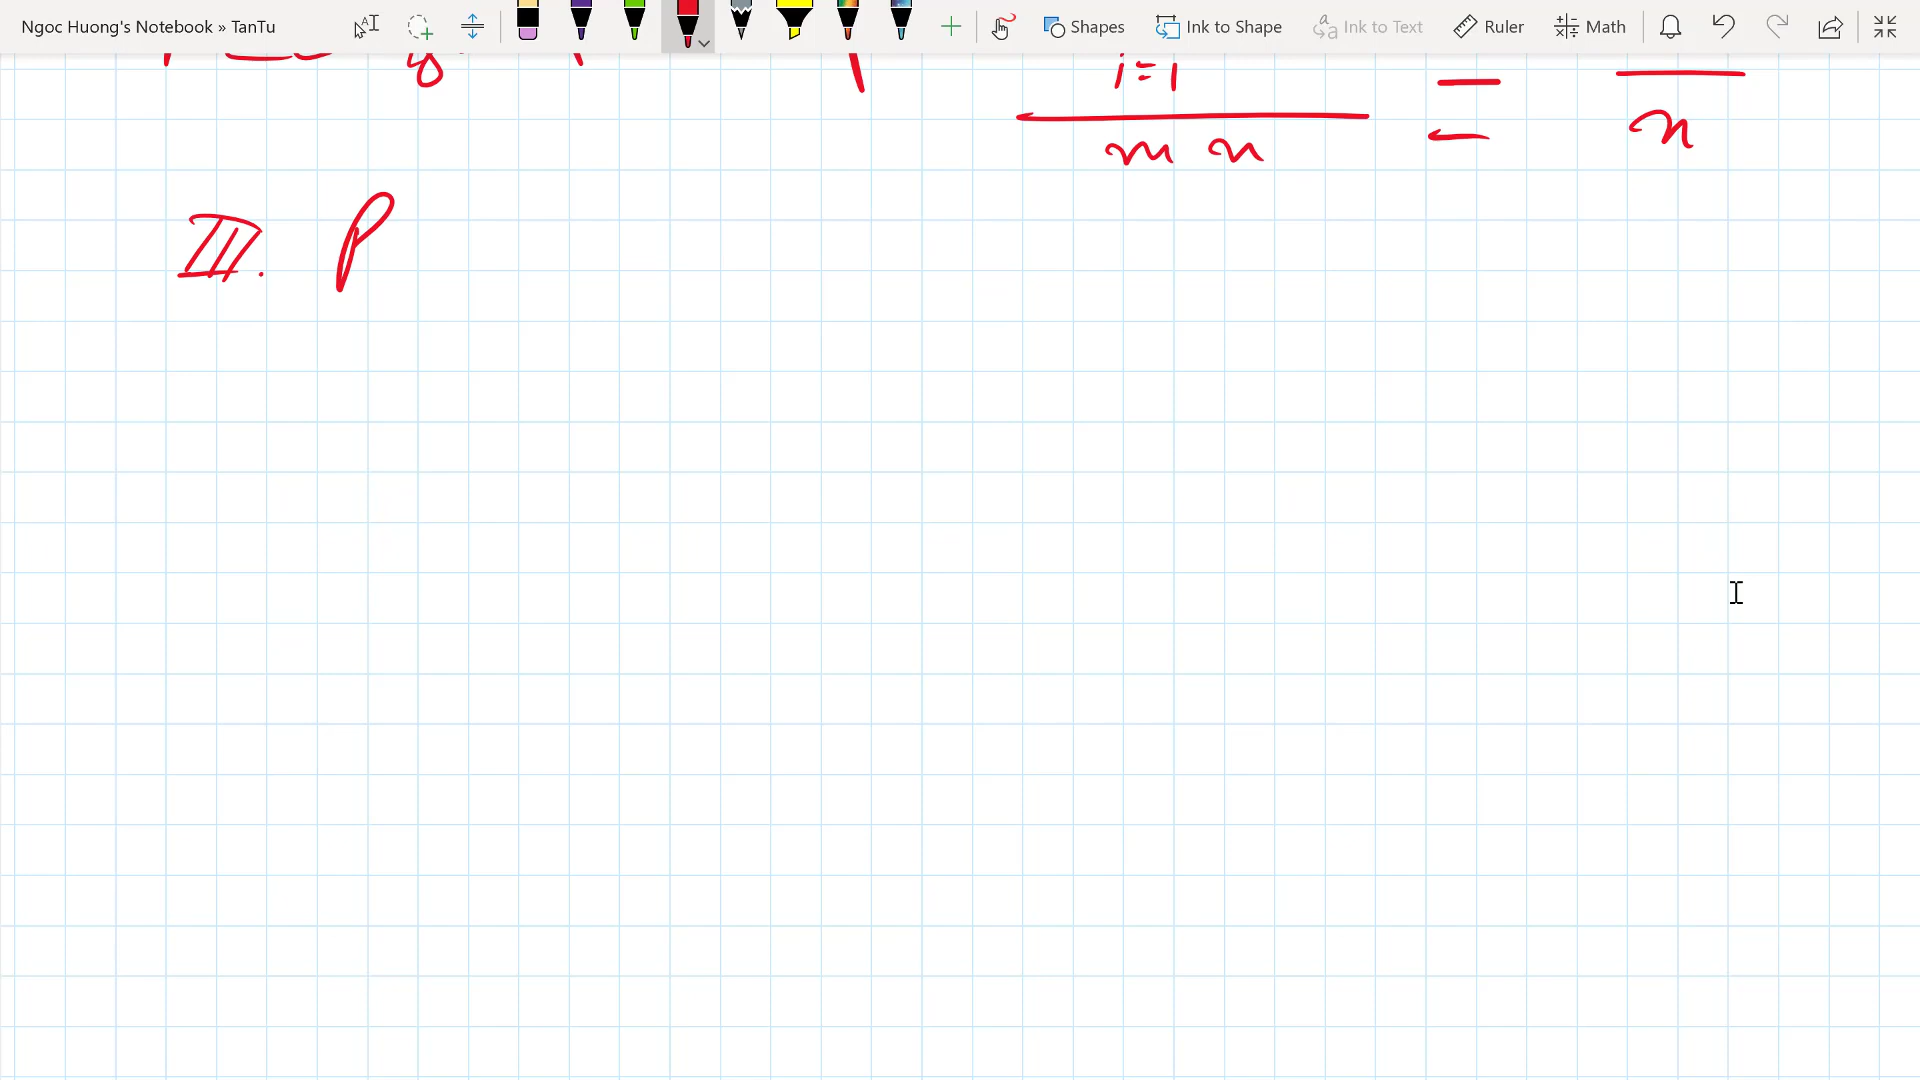 Ngoc Huong's Notebook » TanTu
Shapes
Ink to Shape
Ink to Text
Ruler
Math
i=1
m n = n
III. P